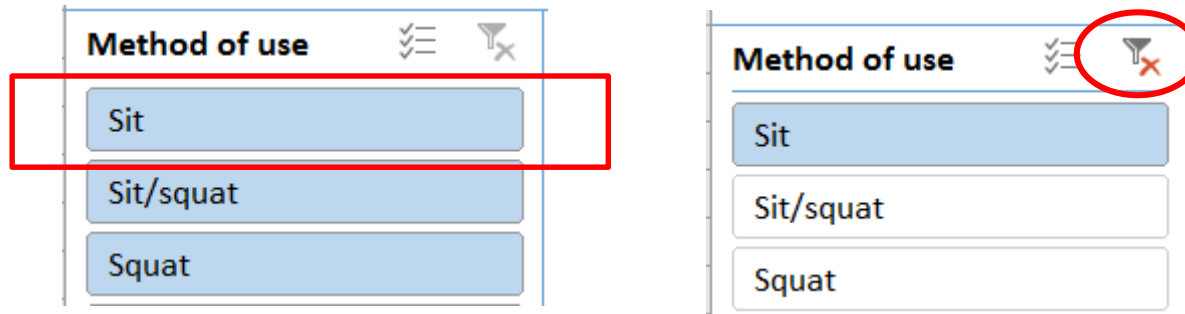 Method of use
Sit
Sit/squat
Squat
Method of use
Sit
Sit/squat
Squat